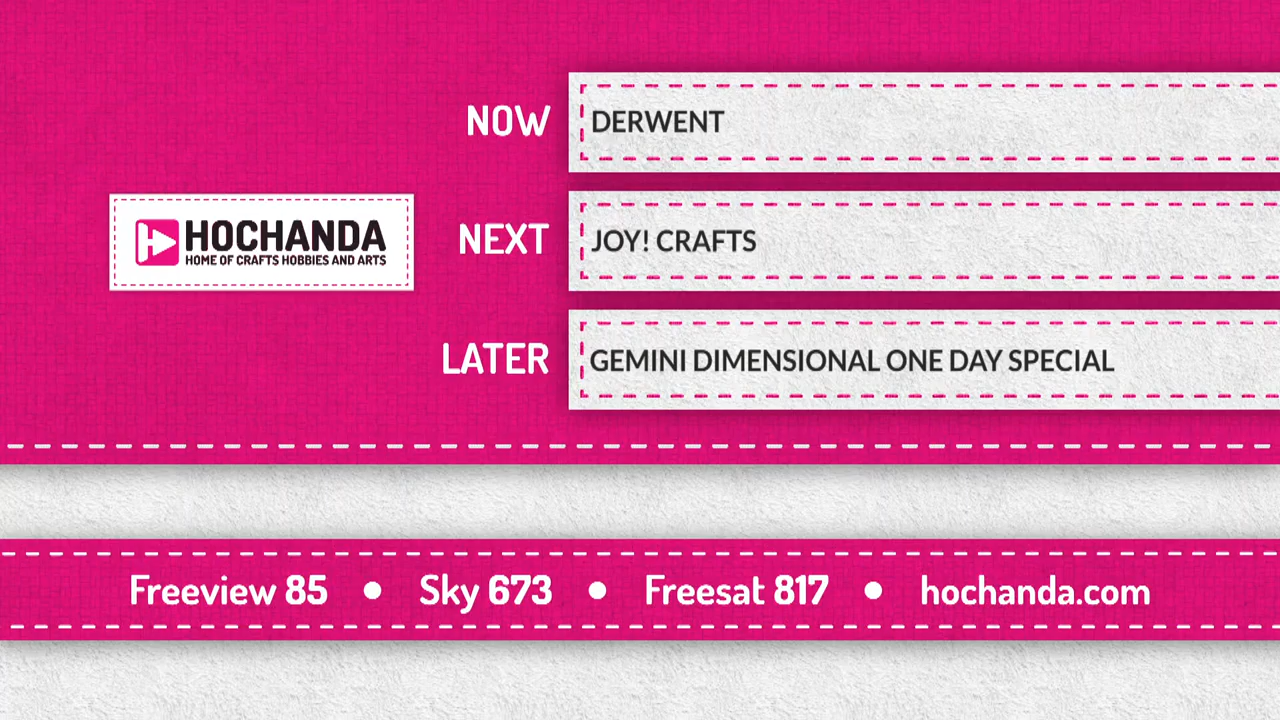 NOW
DERWENT
HOCHANDA
HOME OF CRAFTS HOBBIES AND ARTS
NEXT
JOY! CRAFTS
LATER
GEMINI DIMENSIONAL ONE DAY SPECIAL
Freeview 85 • Sky 673 • Freesat 817 • hochanda.com